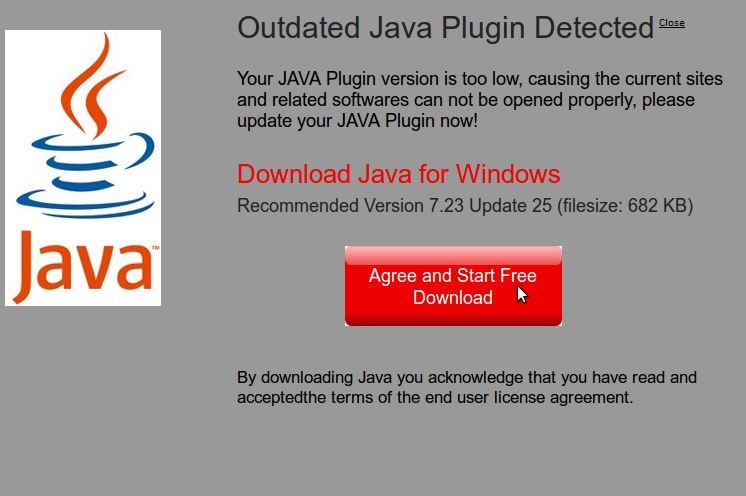 Outdated Java Plugin Detected Close
Your JAVA Plugin version is too low, causing the current sites
and related softwares can not be opened properly, please
update your JAVA Plugin now!
Download Java for Windows
Recommended Version 7.23 Update 25 (filesize: 682 KB)
Java™
Agree and Start Free
Download
By downloading Java you acknowledge that you have read and
acceptedthe terms of the end user license agreement.